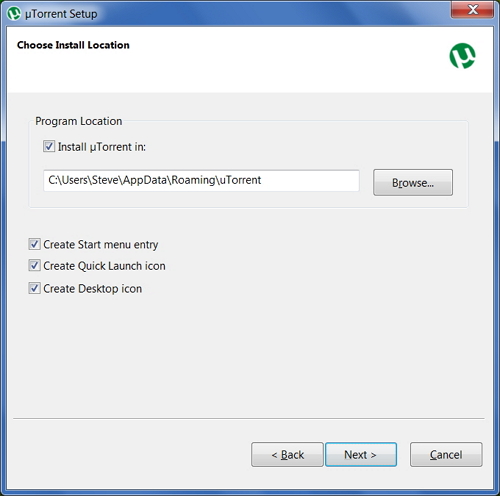 µTorrent Setup
Choose Install Location
Program Location
Install µTorrent in:
C:\Users\Steve\AppData\Roaming\uTorrent
Browse...
Create Start menu entry
Create Quick Launch icon
Create Desktop icon
< Back
Next >
Cancel